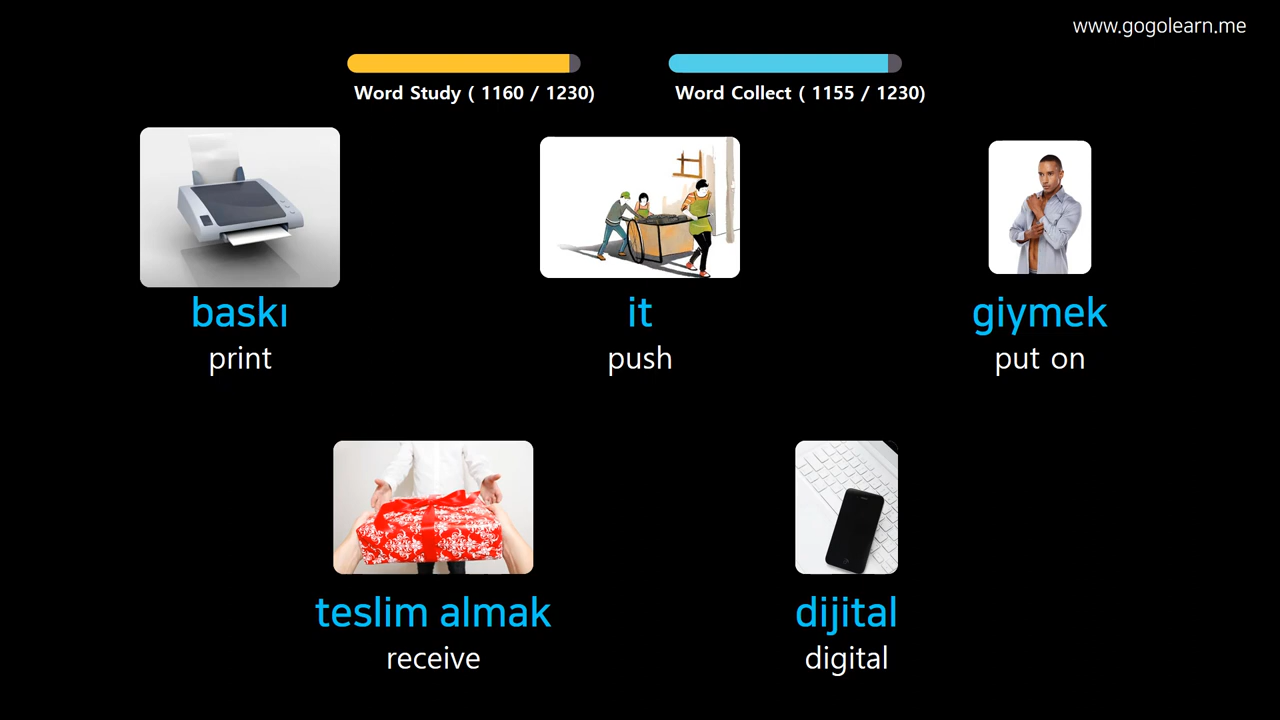 www.gogolearn.me
Word Study ( 1160 / 1230)
Word Collect ( 1155 / 1230)
baskı
print
it
push
giymek
put on
teslim almak
receive
dijital
digital